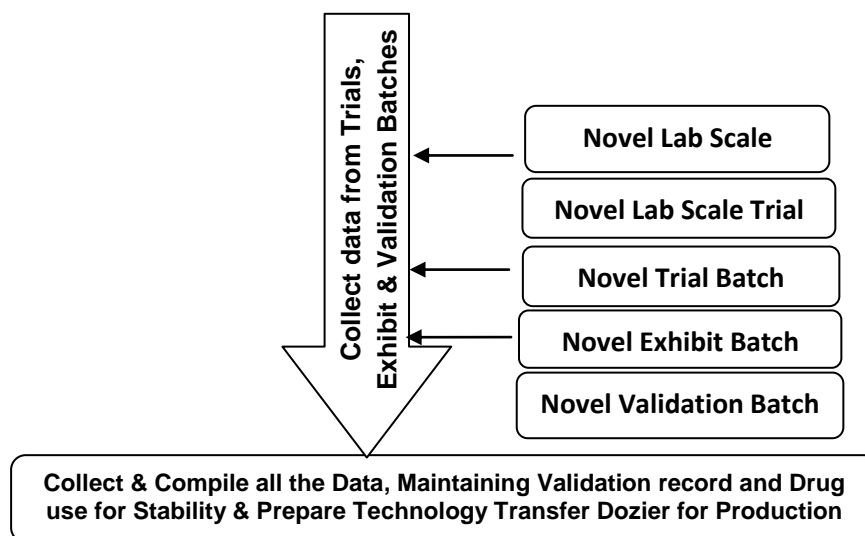 Collect data from Trials,
Exhibit & Validation Batches
Novel Lab Scale
Novel Lab Scale Trial
Novel Trial Batch
Novel Exhibit Batch
Novel Validation Batch
Collect & Compile all the Data, Maintaining Validation record and Drug
use for Stability & Prepare Technology Transfer Dozier for Production